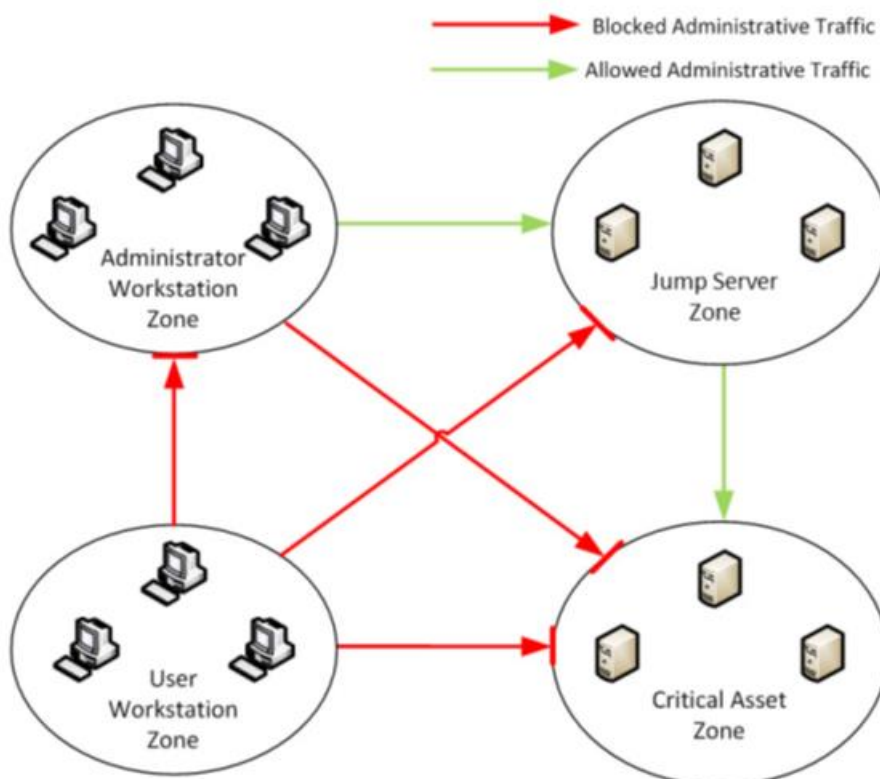 Blocked Administrative Traffic
Allowed Administrative Traffic
Administrator
Workstation
Zone
Jump Server
Zone
User
Workstation
Zone
Critical Asset
Zone